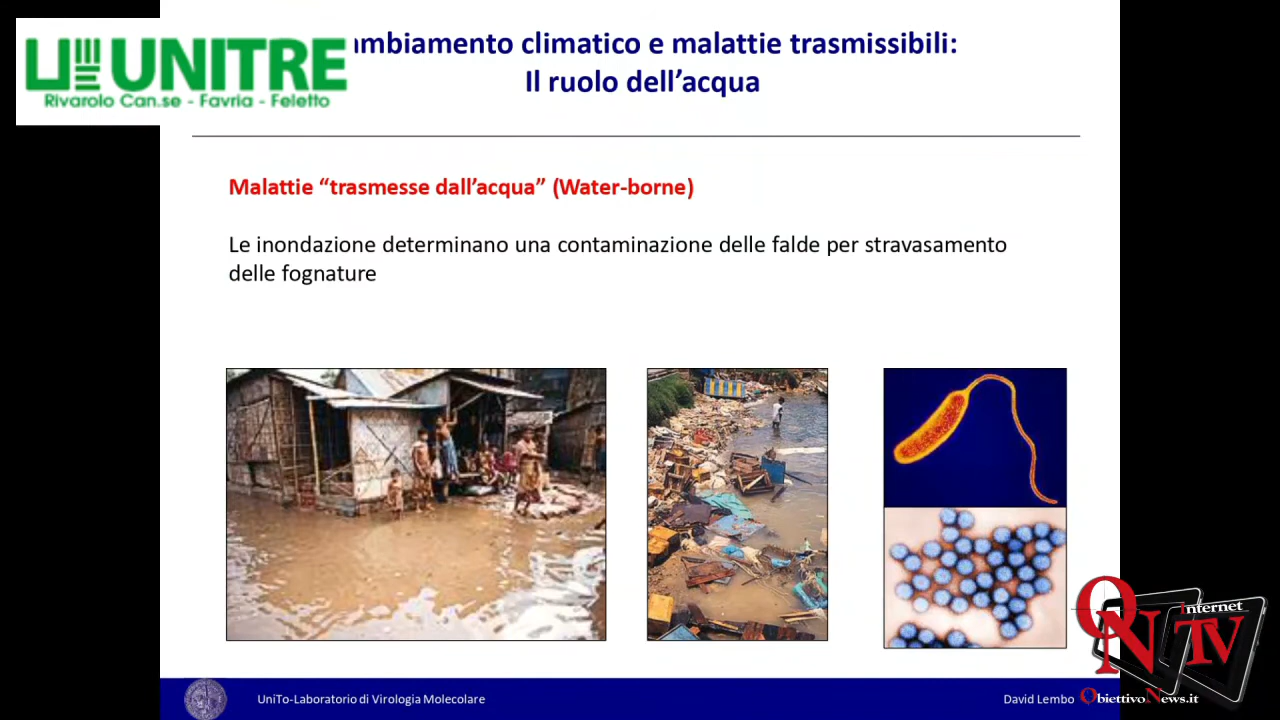 UNITRE
Rivarolo Can.se - Favria - Feletto
ambiamento climatico e malattie trasmissibili:
Il ruolo dell’acqua
Malattie “trasmesse dall’acqua” (Water-borne)
Le inondazione determinano una contaminazione delle falde per stravasamento
delle fognature
UniTo-Laboratorio di Virologia Molecolare
David Lembo
ON internet TV
ObiettivoNews.it